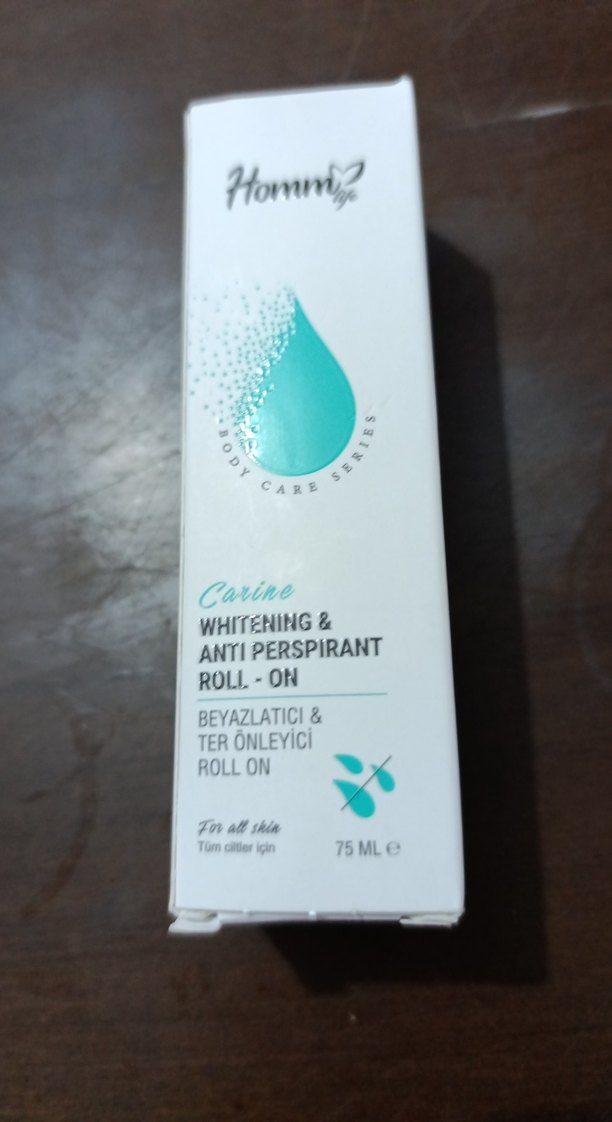 Homm life
BODY CARE SERIES
Carine
WHITENING &
ANTI PERSPIRANT
ROLL - ON
BEYAZLATICI &
TER ÖNLEYİCİ
ROLL ON
For all skin
Tüm ciltler için
75 ML ℮